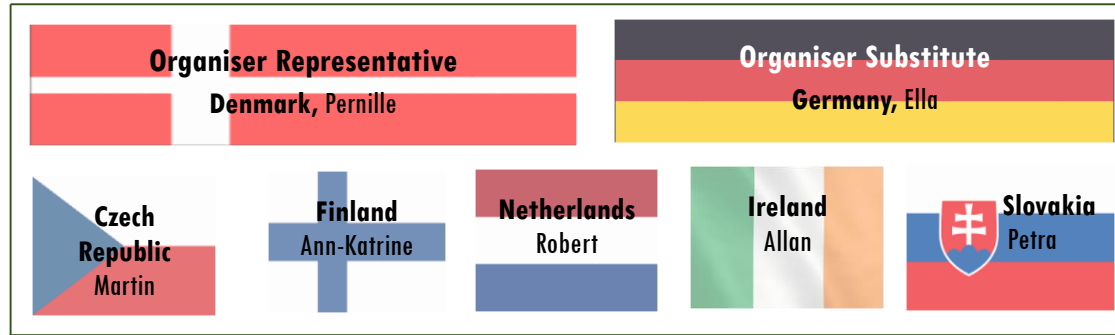 Organiser Representative
Denmark, Pernille
Organiser Substitute
Germany, Ella
Czech
Republic
Martin
Finland
Ann-Katrine
Netherlands
Robert
Ireland
Allan
Slovakia
Petra